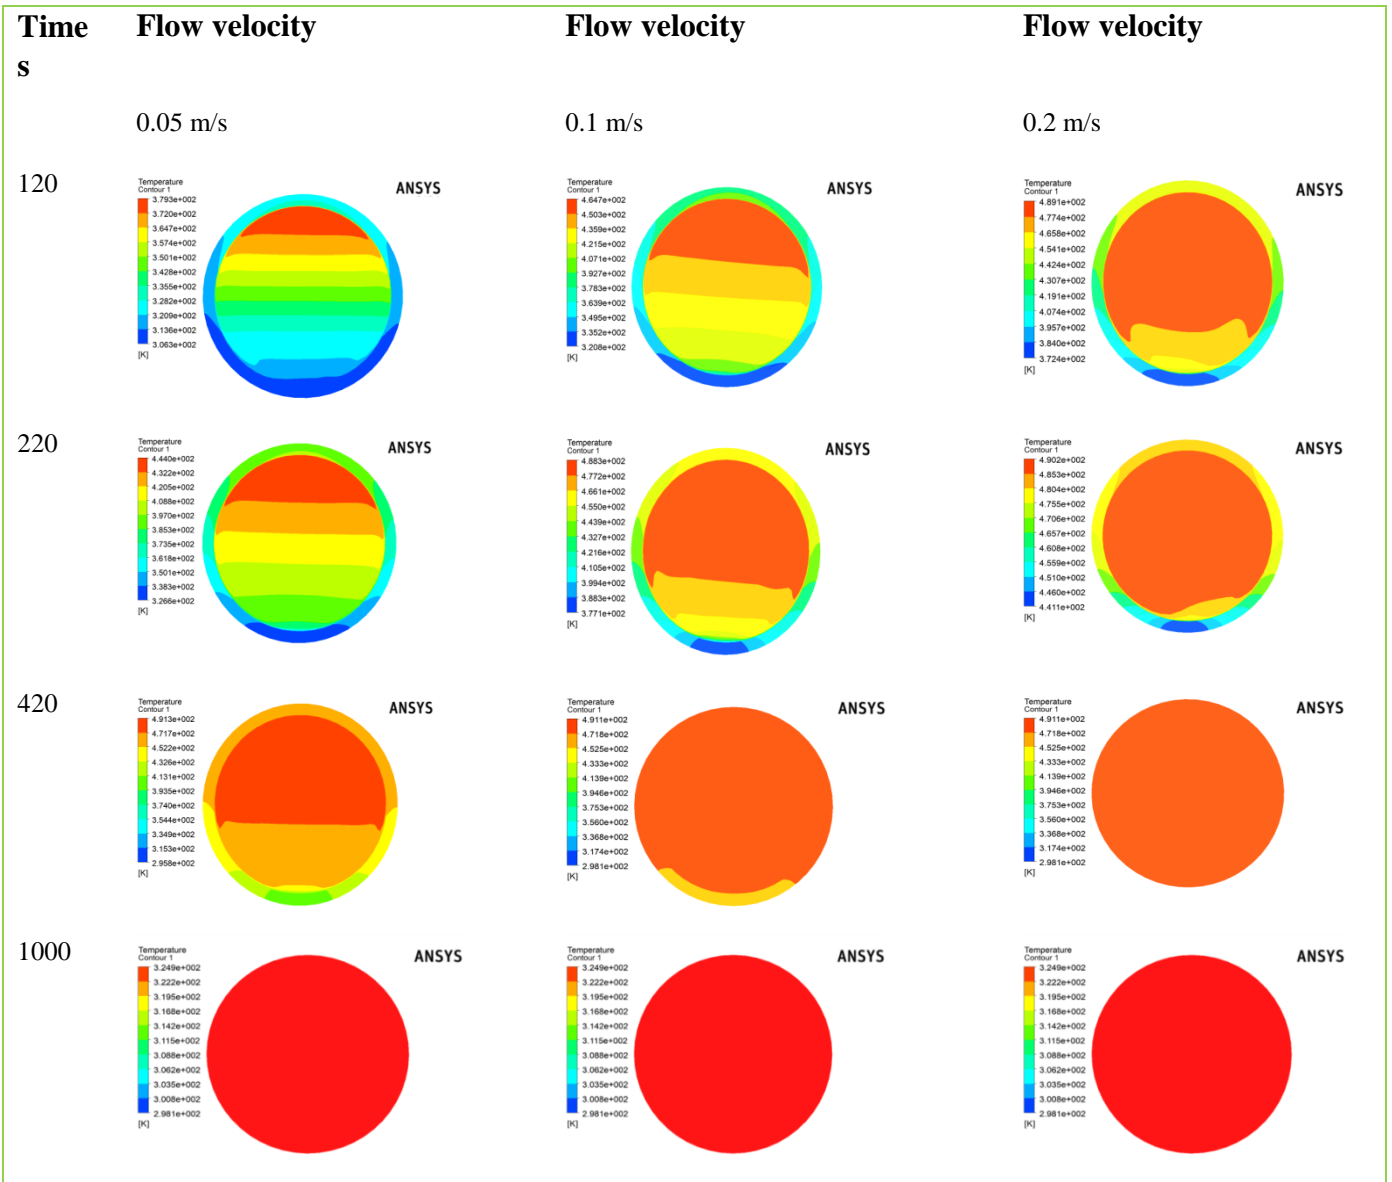 Time s Flow velocity Flow velocity Flow velocity
0.05 m/s 0.1 m/s 0.2 m/s
120
Temperature
Contour 1
3.793e+002
3.720e+002
3.647e+002
3.574e+002
3.501e+002
3.428e+002
3.355e+002
3.282e+002
3.209e+002
3.136e+002
3.063e+002
[K]
ANSYS
Temperature
Contour 1
4.647e+002
4.503e+002
4.359e+002
4.215e+002
4.071e+002
3.927e+002
3.783e+002
3.639e+002
3.495e+002
3.352e+002
3.208e+002
[K]
ANSYS
Temperature
Contour 1
4.891e+002
4.774e+002
4.658e+002
4.541e+002
4.424e+002
4.307e+002
4.191e+002
4.074e+002
3.957e+002
3.840e+002
3.724e+002
[K]
ANSYS
220
Temperature
Contour 1
4.440e+002
4.322e+002
4.205e+002
4.088e+002
3.970e+002
3.853e+002
3.735e+002
3.618e+002
3.501e+002
3.383e+002
3.266e+002
[K]
ANSYS
Temperature
Contour 1
4.883e+002
4.772e+002
4.661e+002
4.550e+002
4.439e+002
4.327e+002
4.216e+002
4.105e+002
3.994e+002
3.883e+002
3.771e+002
[K]
ANSYS
Temperature
Contour 1
4.902e+002
4.853e+002
4.804e+002
4.755e+002
4.706e+002
4.657e+002
4.608e+002
4.559e+002
4.510e+002
4.460e+002
4.411e+002
[K]
ANSYS
420
Temperature
Contour 1
4.913e+002
4.717e+002
4.522e+002
4.326e+002
4.131e+002
3.935e+002
3.740e+002
3.544e+002
3.349e+002
3.153e+002
2.958e+002
[K]
ANSYS
Temperature
Contour 1
4.911e+002
4.718e+002
4.525e+002
4.333e+002
4.139e+002
3.946e+002
3.753e+002
3.560e+002
3.368e+002
3.174e+002
2.981e+002
[K]
ANSYS
Temperature
Contour 1
4.911e+002
4.718e+002
4.525e+002
4.333e+002
4.139e+002
3.946e+002
3.753e+002
3.560e+002
3.368e+002
3.174e+002
2.981e+002
[K]
ANSYS
1000
Temperature
Contour 1
3.249e+002
3.222e+002
3.195e+002
3.168e+002
3.142e+002
3.115e+002
3.088e+002
3.062e+002
3.035e+002
3.008e+002
2.981e+002
[K]
ANSYS
Temperature
Contour 1
3.249e+002
3.222e+002
3.195e+002
3.168e+002
3.142e+002
3.115e+002
3.088e+002
3.062e+002
3.035e+002
3.008e+002
2.981e+002
[K]
ANSYS
Temperature
Contour 1
3.249e+002
3.222e+002
3.195e+002
3.168e+002
3.142e+002
3.115e+002
3.088e+002
3.062e+002
3.035e+002
3.008e+002
2.981e+002
[K]
ANSYS